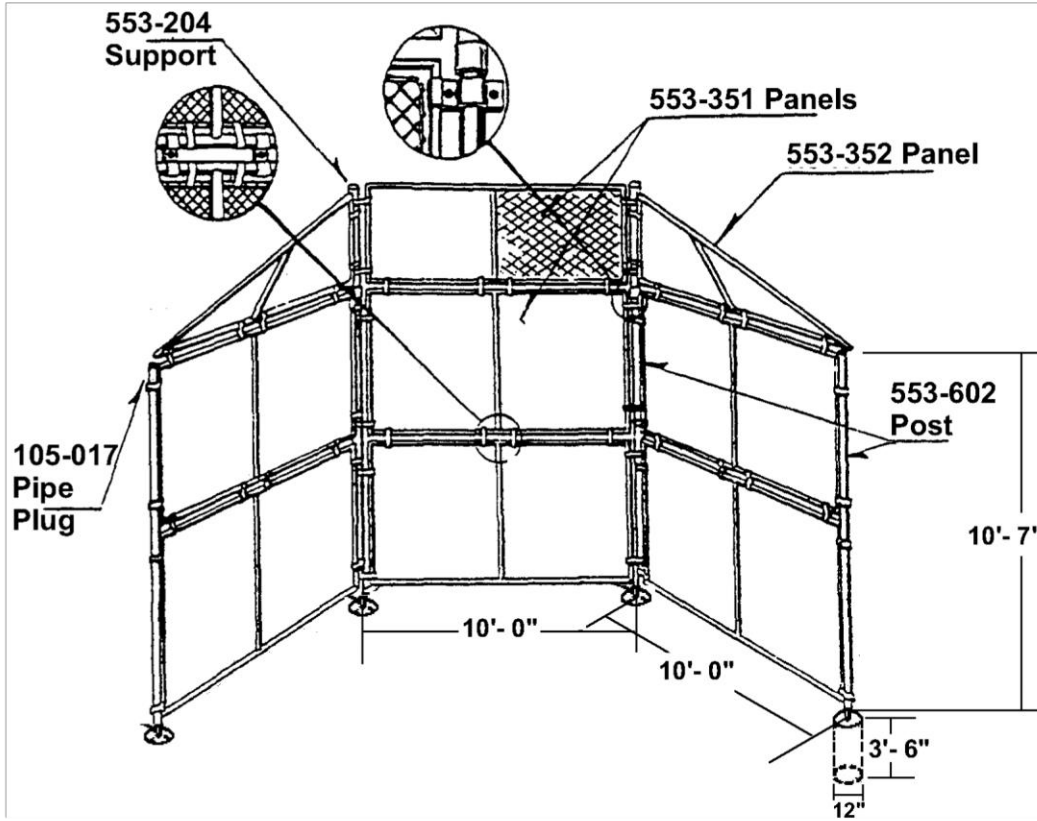 553-204
Support
553-351 Panels
553-352 Panel
553-602
Post
105-017
Pipe
Plug
10'- 7"
10'- 0"
10'- 0"
3'- 6"
12"